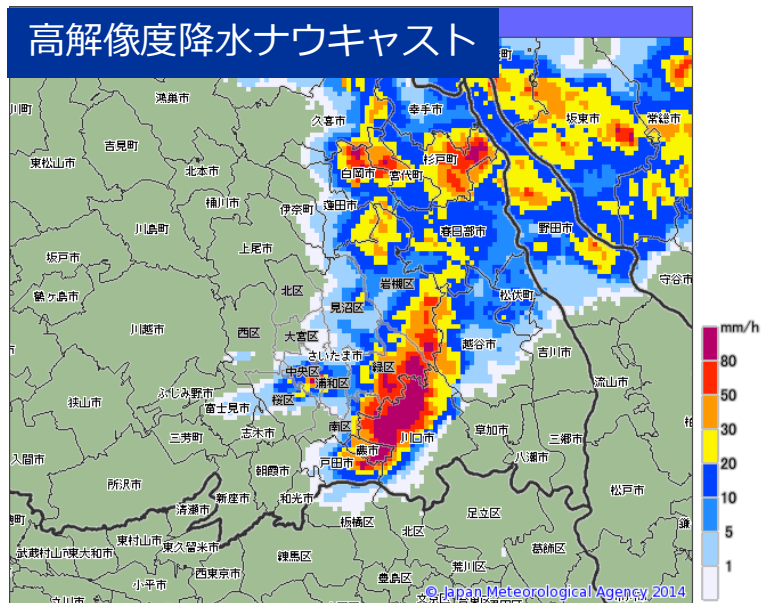 高解像度降水ナウキャスト
町
鴻巣市
久喜市
幸手市
坂東市
常総市
川町
吉見町
東松山市
北本市
白岡市
宮代町
杉戸町
桶川市
伊奈町
蓮田市
川島町
上尾市
春日部市
野田市
坂戸市
守谷市
鶴ヶ島市
北区
岩槻区
見沼区
松伏町
川越市
西区
大宮区
さいたま市
越谷市
吉川市
中央区
浦和区
緑区
流山市
狭山市
ふじみ野市
富士見市
桜区
三芳町
志木市
南区
川口市
草加市
三郷市
入間市
蕨市
戸田市
八潮市
朝霞市
所沢市
新座市
和光市
松戸市
清瀬市
足立区
板橋区
北区
東村山市
東久留米市
武蔵村山市
東大和市
練馬区
葛飾区
西東京市
荒川区
小平市
豊島区
立川市
© Japan Meteorological Agency 2014
mm/h
80
50
30
20
10
5
1